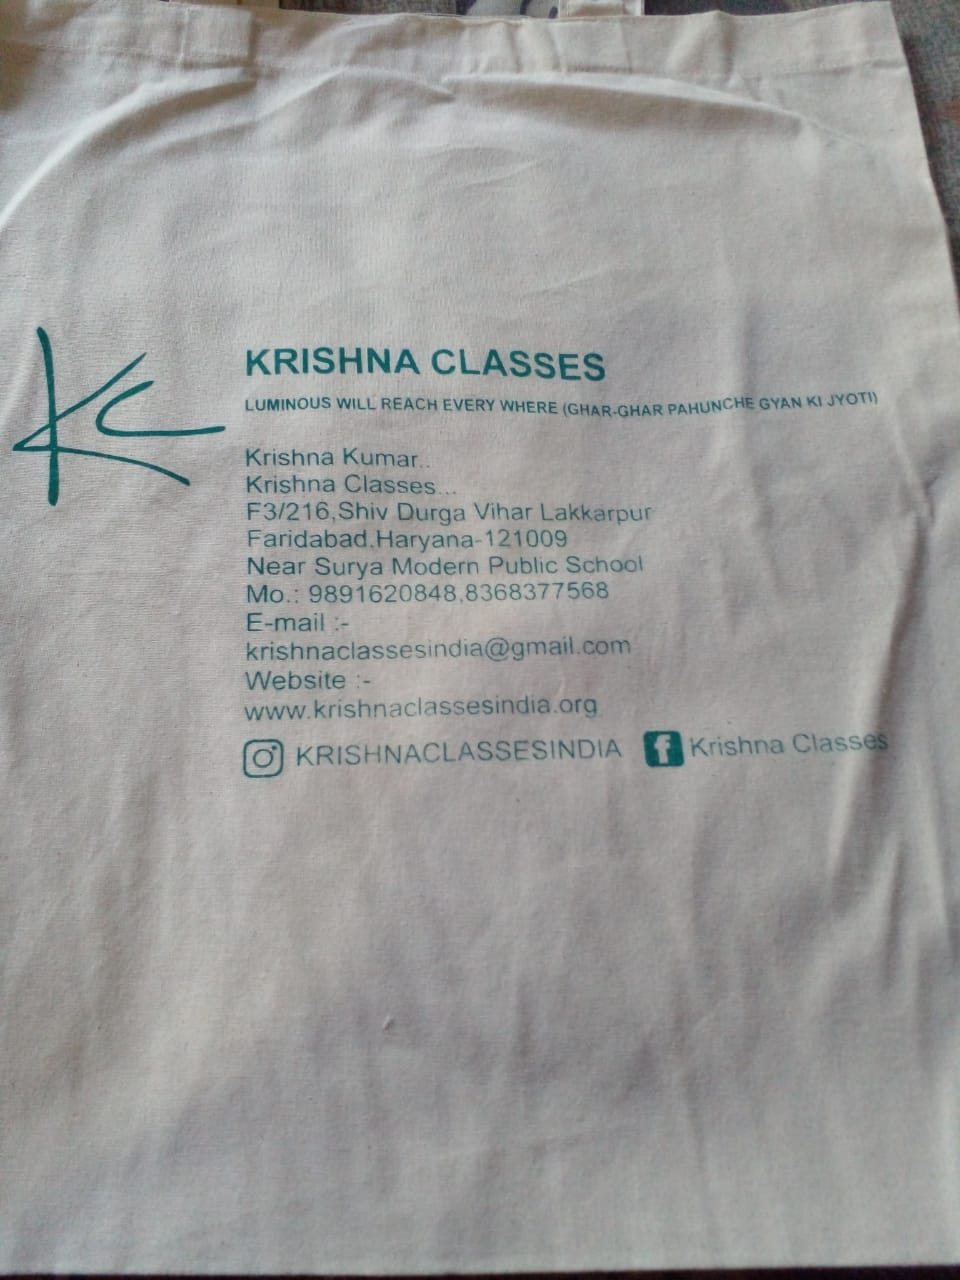 KC
KRISHNA CLASSES
LUMINOUS WILL REACH EVERY WHERE (GHAR-GHAR PAHUNCHE GYAN KI JYOTI)
Krishna Kumar..
Krishna Classes...
F3/216,Shiv Durga Vihar Lakkarpur
Faridabad,Haryana-121009
Near Surya Modern Public School
Mo.: 9891620848,8368377568
E-mail :-
krishnaclassesindia@gmail.com
Website :-
www.krishnaclassesindia.org
KRISHNACLASSESINDIA f Krishna Classes